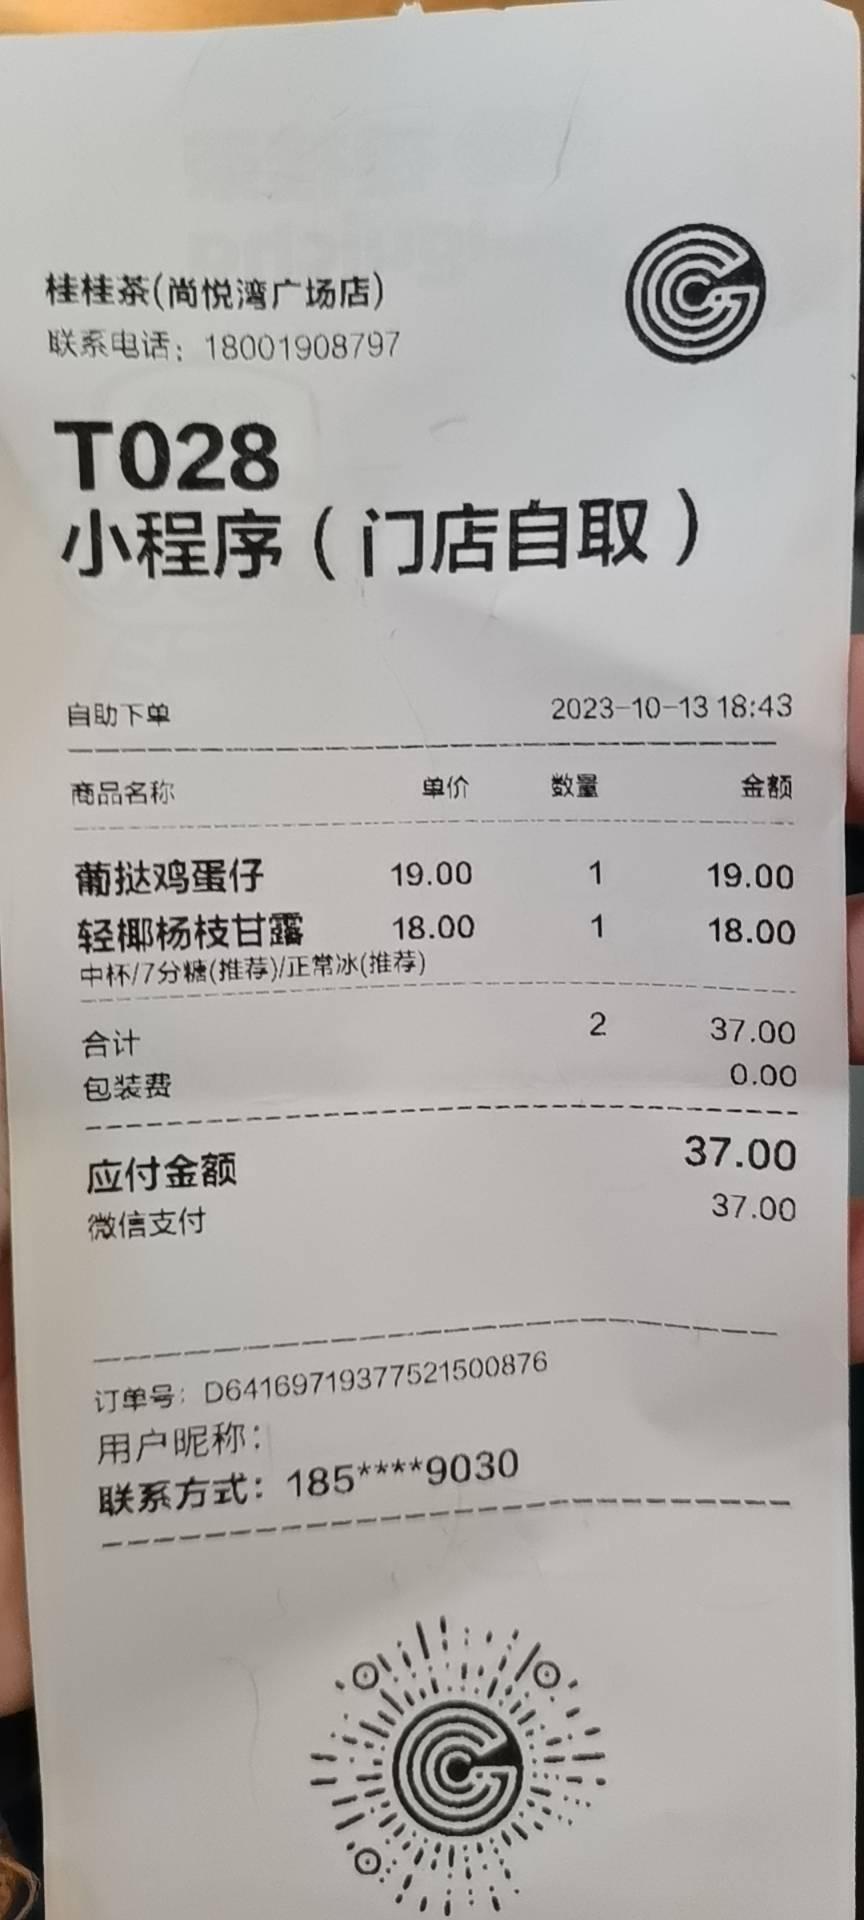 桂桂茶(尚悦湾广场店)
联系电话：18001908797
T028
小程序（门店自取）
自助下单 2023-10-13 18:43
商品名称 单价 数量 金额
葡挞鸡蛋仔 19.00 1 19.00
轻椰杨枝甘露 18.00 1 18.00
中杯/7分糖(推荐)/正常冰(推荐)
合计 2 37.00
包装费 0.00
应付金额 37.00
微信支付 37.00
订单号：D64169719377521500876
用户昵称：
联系方式：185****9030